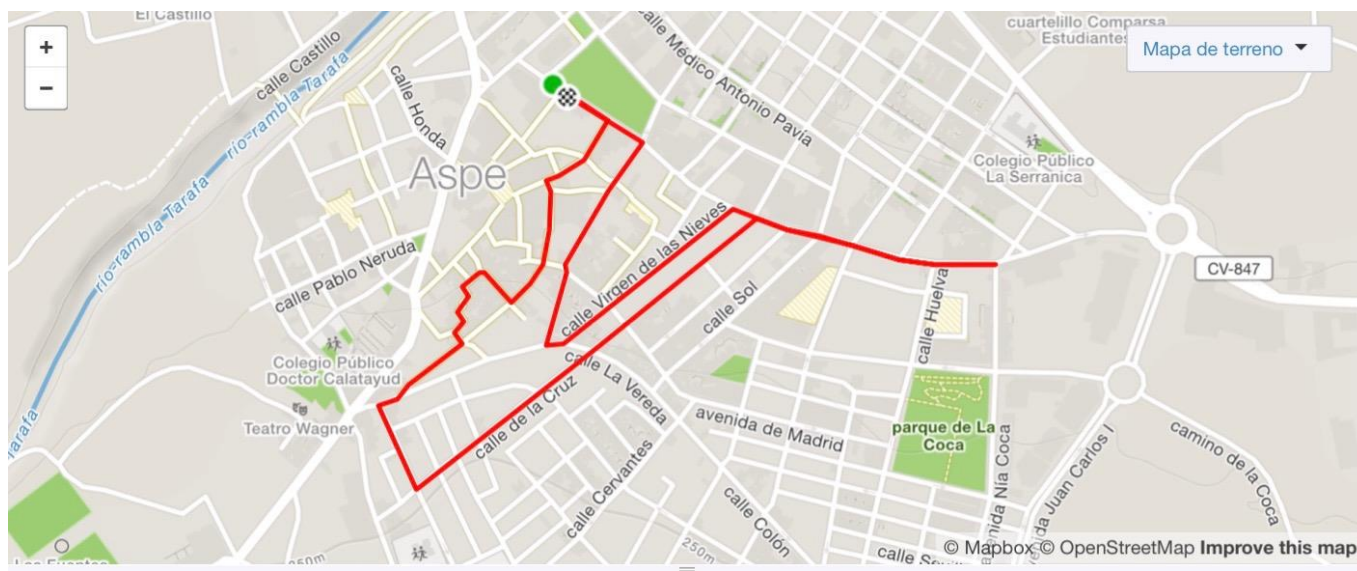 El Castillo
calle Castillo
río-rambla Tarafa
río-rambla Tarafa
calle Honda
calle Médico Antonio Pavía
cuartelillo Comparsa
Estudiantes
Mapa de terreno
+
−
Aspe
Colegio Público
La Serranica
CV-847
calle Pablo Neruda
calle Virgen de las Nieves
calle Sol
calle Huelva
Colegio Público
Doctor Calatayud
Teatro Wagner
calle La Vereda
calle de la Cruz
avenida de Madrid
parque de La
Coca
calle Cervantes
calle Colón
avenida Nía Coca
camino de la Coca
Juan Carlos I
250m
© Mapbox © OpenStreetMap Improve this map